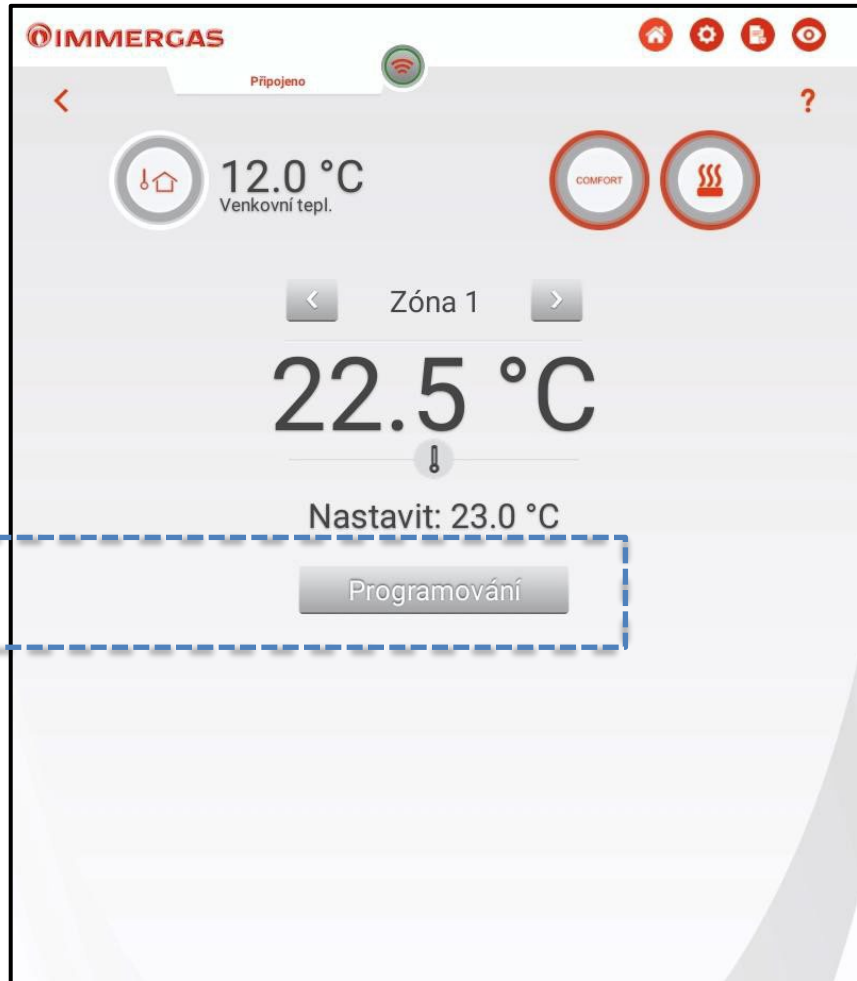 IMMERGAS
Připojeno
?
12.0 °C
Venkovní tepl.
COMFORT
Zóna 1
22.5 °C
Nastavit: 23.0 °C
Programování